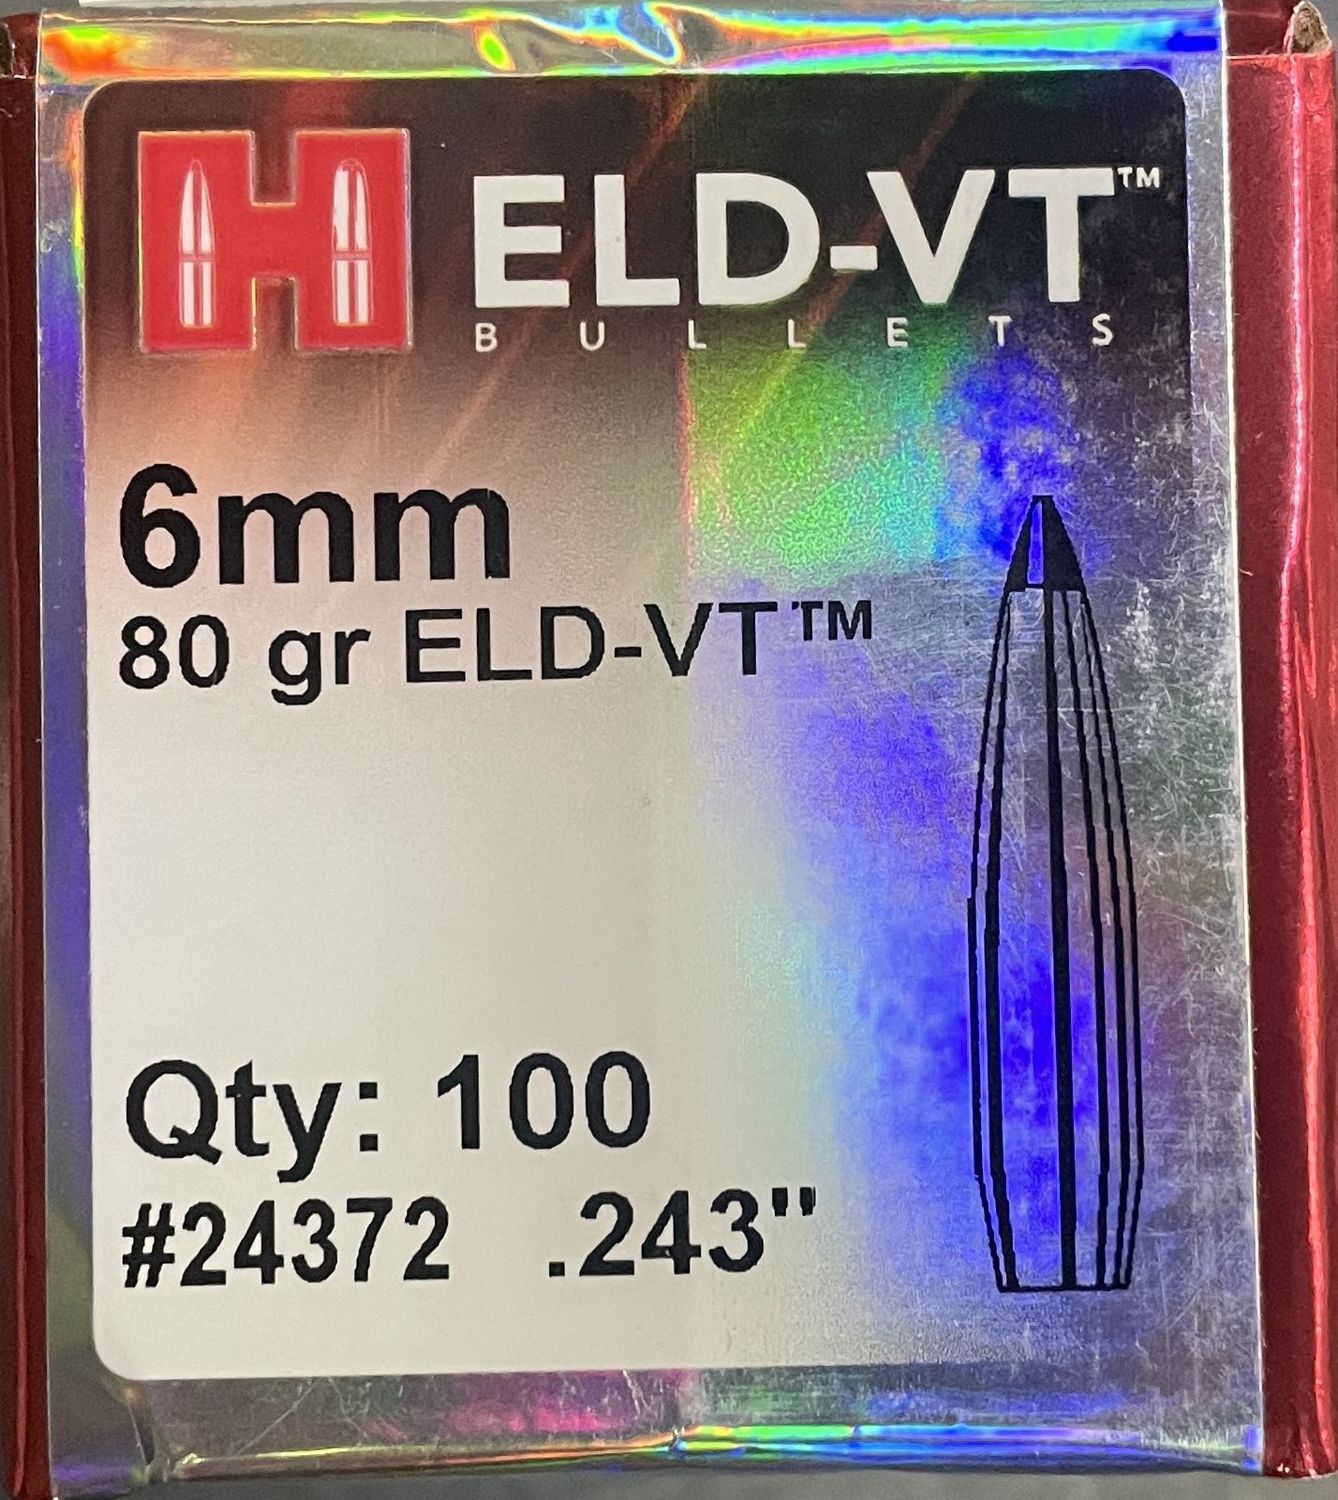 H ELD-VT™
BULLETS
6mm
80 gr ELD-VT™
Qty: 100
#24372 .243"